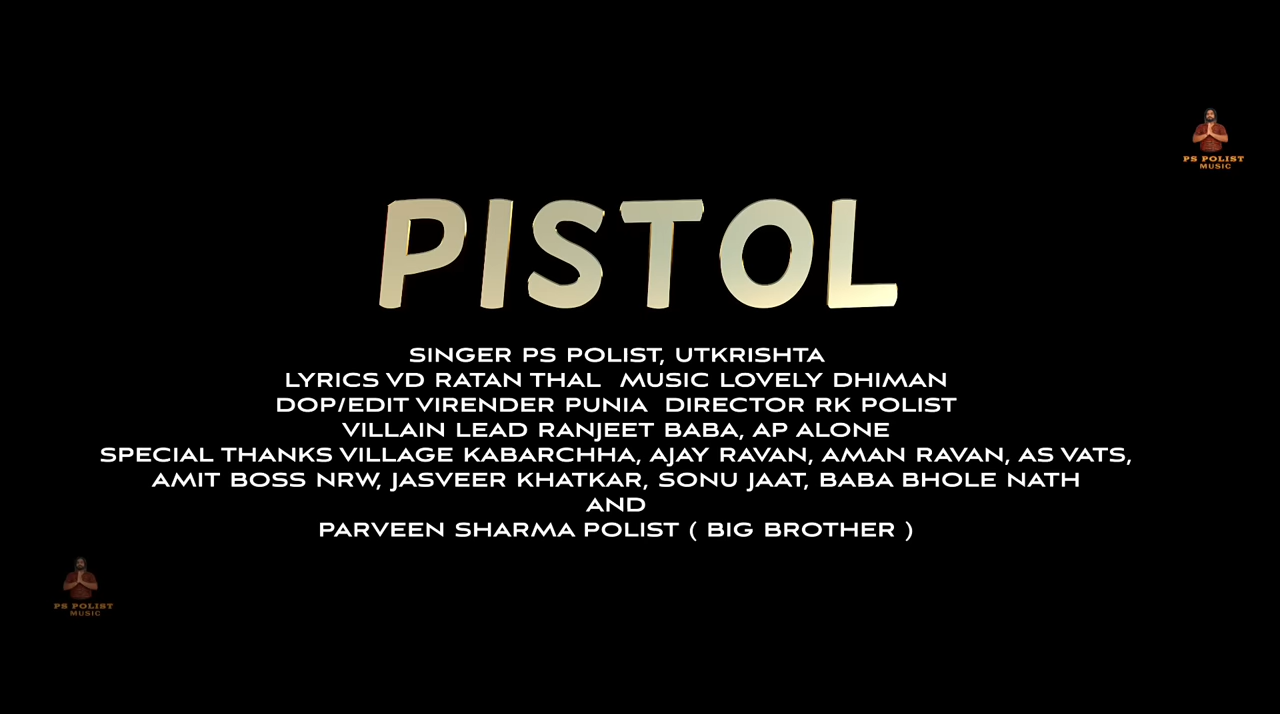 PS POLIST
MUSIC
PISTOL
SINGER PS POLIST, UTKRISHTA
LYRICS VD RATAN THAL MUSIC LOVELY DHIMAN
DOP/EDIT VIRENDER PUNIA DIRECTOR RK POLIST
VILLAIN LEAD RANJEET BABA, AP ALONE
SPECIAL THANKS VILLAGE KABARCHHA, AJAY RAVAN, AMAN RAVAN, AS VATS,
AMIT BOSS NRW, JASVEER KHATKAR, SONU JAAT, BABA BHOLE NATH
AND
PARVEEN SHARMA POLIST ( BIG BROTHER )
PS POLIST
MUSIC